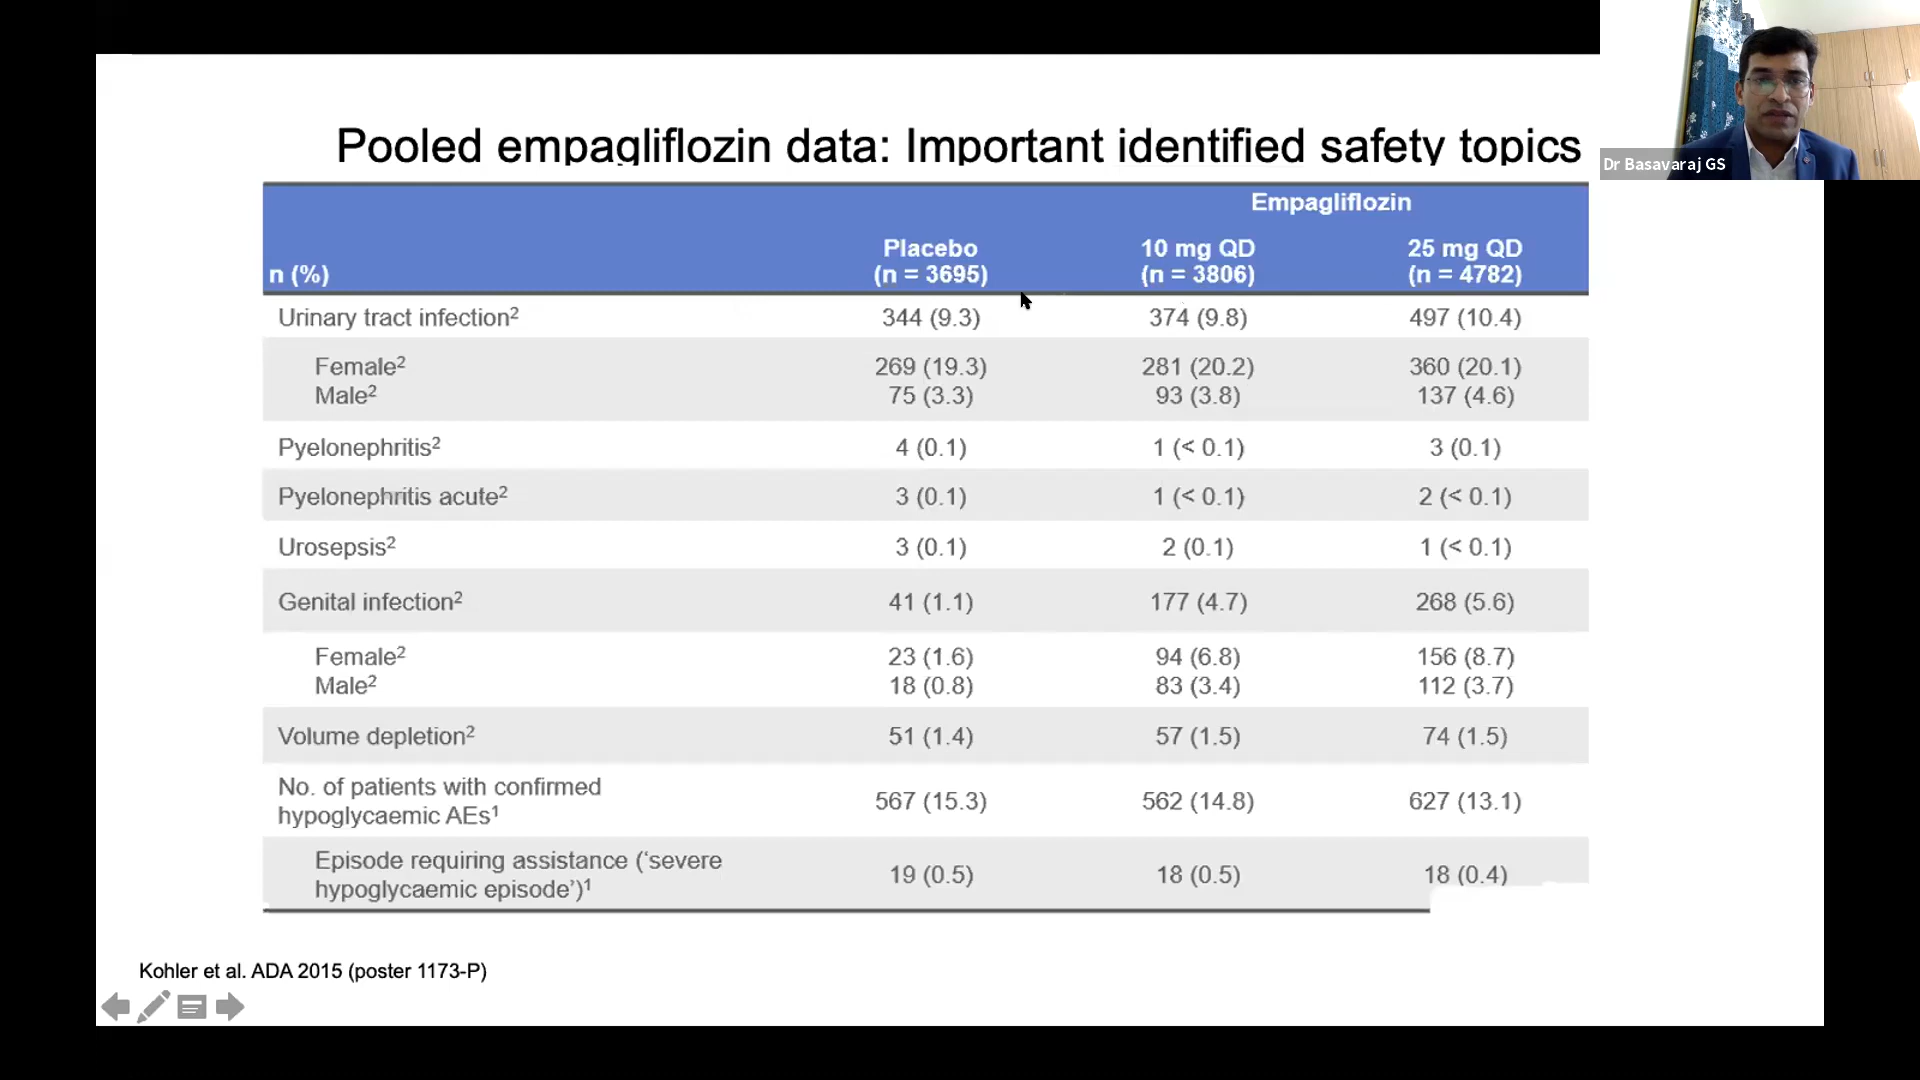 Pooled empagliflozin data: Important identified safety topics
Dr Basavaraj GS
Empagliflozin
Placebo 10 mg QD 25 mg QD
n (%) (n = 3695) (n = 3806) (n = 4782)
Urinary tract infection² 344 (9.3) 374 (9.8) 497 (10.4)
Female² 269 (19.3) 281 (20.2) 360 (20.1)
Male² 75 (3.3) 93 (3.8) 137 (4.6)
Pyelonephritis² 4 (0.1) 1 (< 0.1) 3 (0.1)
Pyelonephritis acute² 3 (0.1) 1 (< 0.1) 2 (< 0.1)
Urosepsis² 3 (0.1) 2 (0.1) 1 (< 0.1)
Genital infection² 41 (1.1) 177 (4.7) 268 (5.6)
Female² 23 (1.6) 94 (6.8) 156 (8.7)
Male² 18 (0.8) 83 (3.4) 112 (3.7)
Volume depletion² 51 (1.4) 57 (1.5) 74 (1.5)
No. of patients with confirmed
hypoglycaemic AEs¹ 567 (15.3) 562 (14.8) 627 (13.1)
Episode requiring assistance (‘severe
hypoglycaemic episode’)¹ 19 (0.5) 18 (0.5) 18 (0.4)
Kohler et al. ADA 2015 (poster 1173-P)